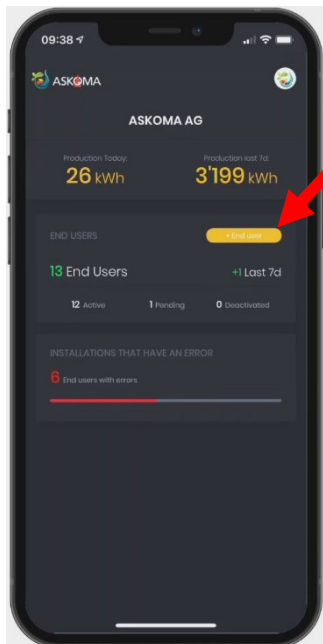 09:38
ASKOMA
ASKOMA AG
Production Today:
26 kWh
Production last 7d:
3'199 kWh
END USERS
+ End user
13 End Users
+1 Last 7d
12 Active
1 Pending
0 Deactivated
INSTALLATIONS THAT HAVE AN ERROR
6 End users with errors